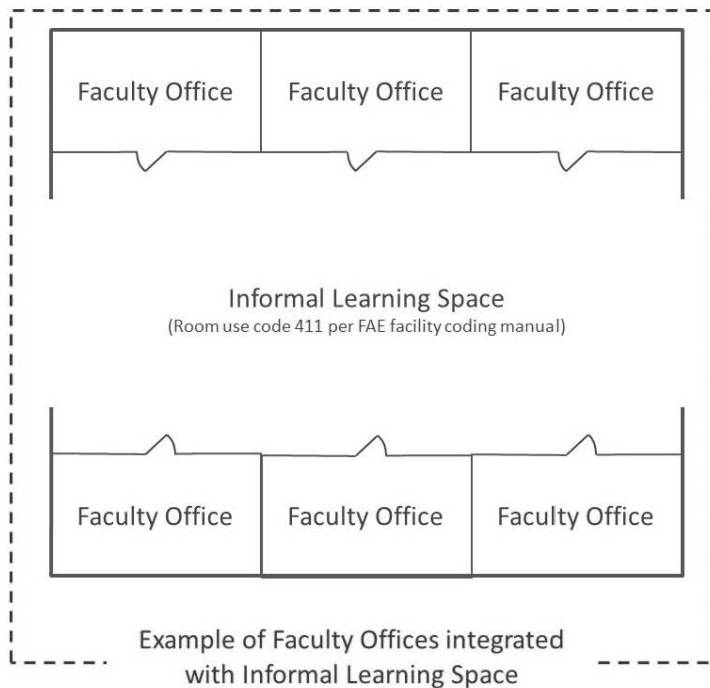 Faculty Office Faculty Office Faculty Office
Informal Learning Space
(Room use code 411 per FAE facility coding manual)
Faculty Office Faculty Office Faculty Office
Example of Faculty Offices integrated
with Informal Learning Space